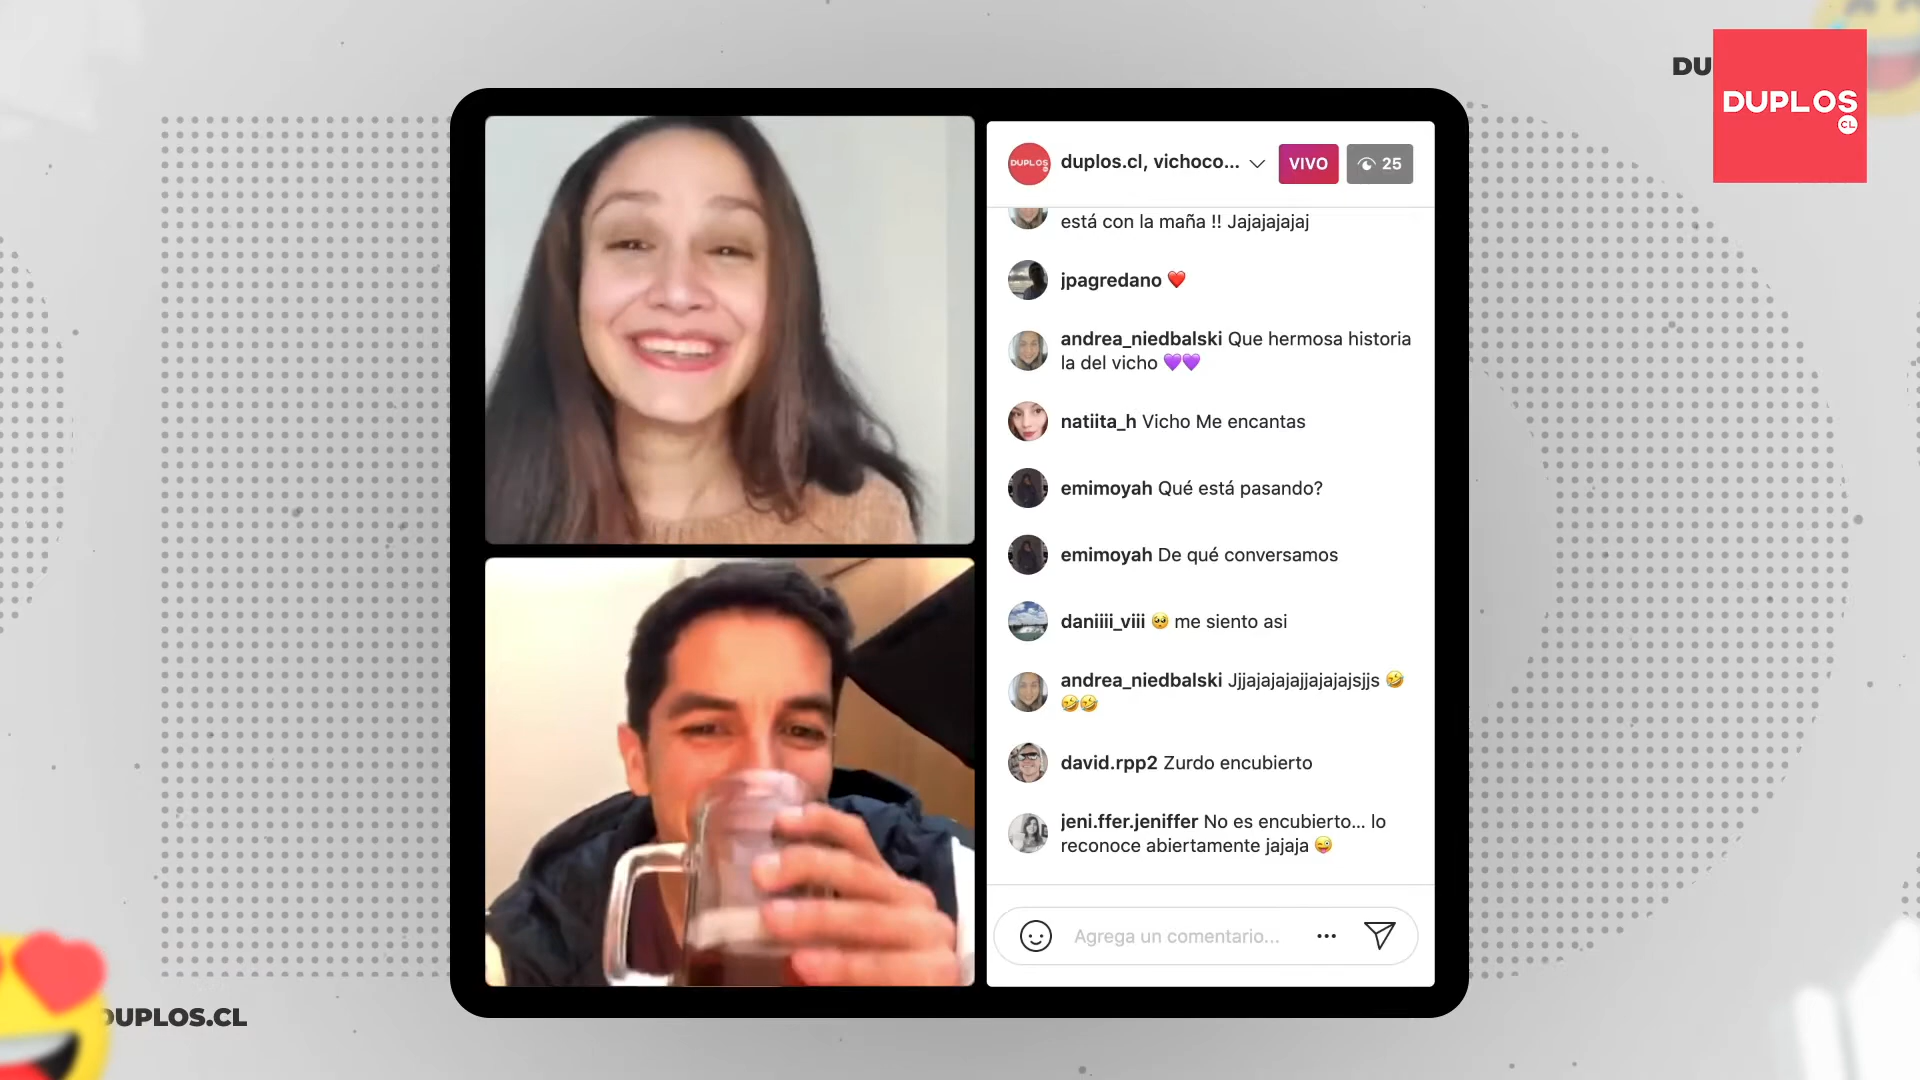 DU
DUPLOS
CL
DUPLOS
duplos.cl, vichoco...
VIVO
25
está con la maña !! Jajajajajaj
jpagredano ❤️
andrea_niedbalski Que hermosa historia
la del vicho 💜💜
natiita_h Vicho Me encantas
emimoyah Qué está pasando?
emimoyah De qué conversamos
daniiii_viii 🥺 me siento asi
andrea_niedbalski Jjjajajajajjajajajsjjs 🤣
🤣🤣
david.rpp2 Zurdo encubierto
jeni.ffer.jeniffer No es encubierto... lo
reconoce abiertamente jajaja 😜
Agrega un comentario...
DUPLOS.CL